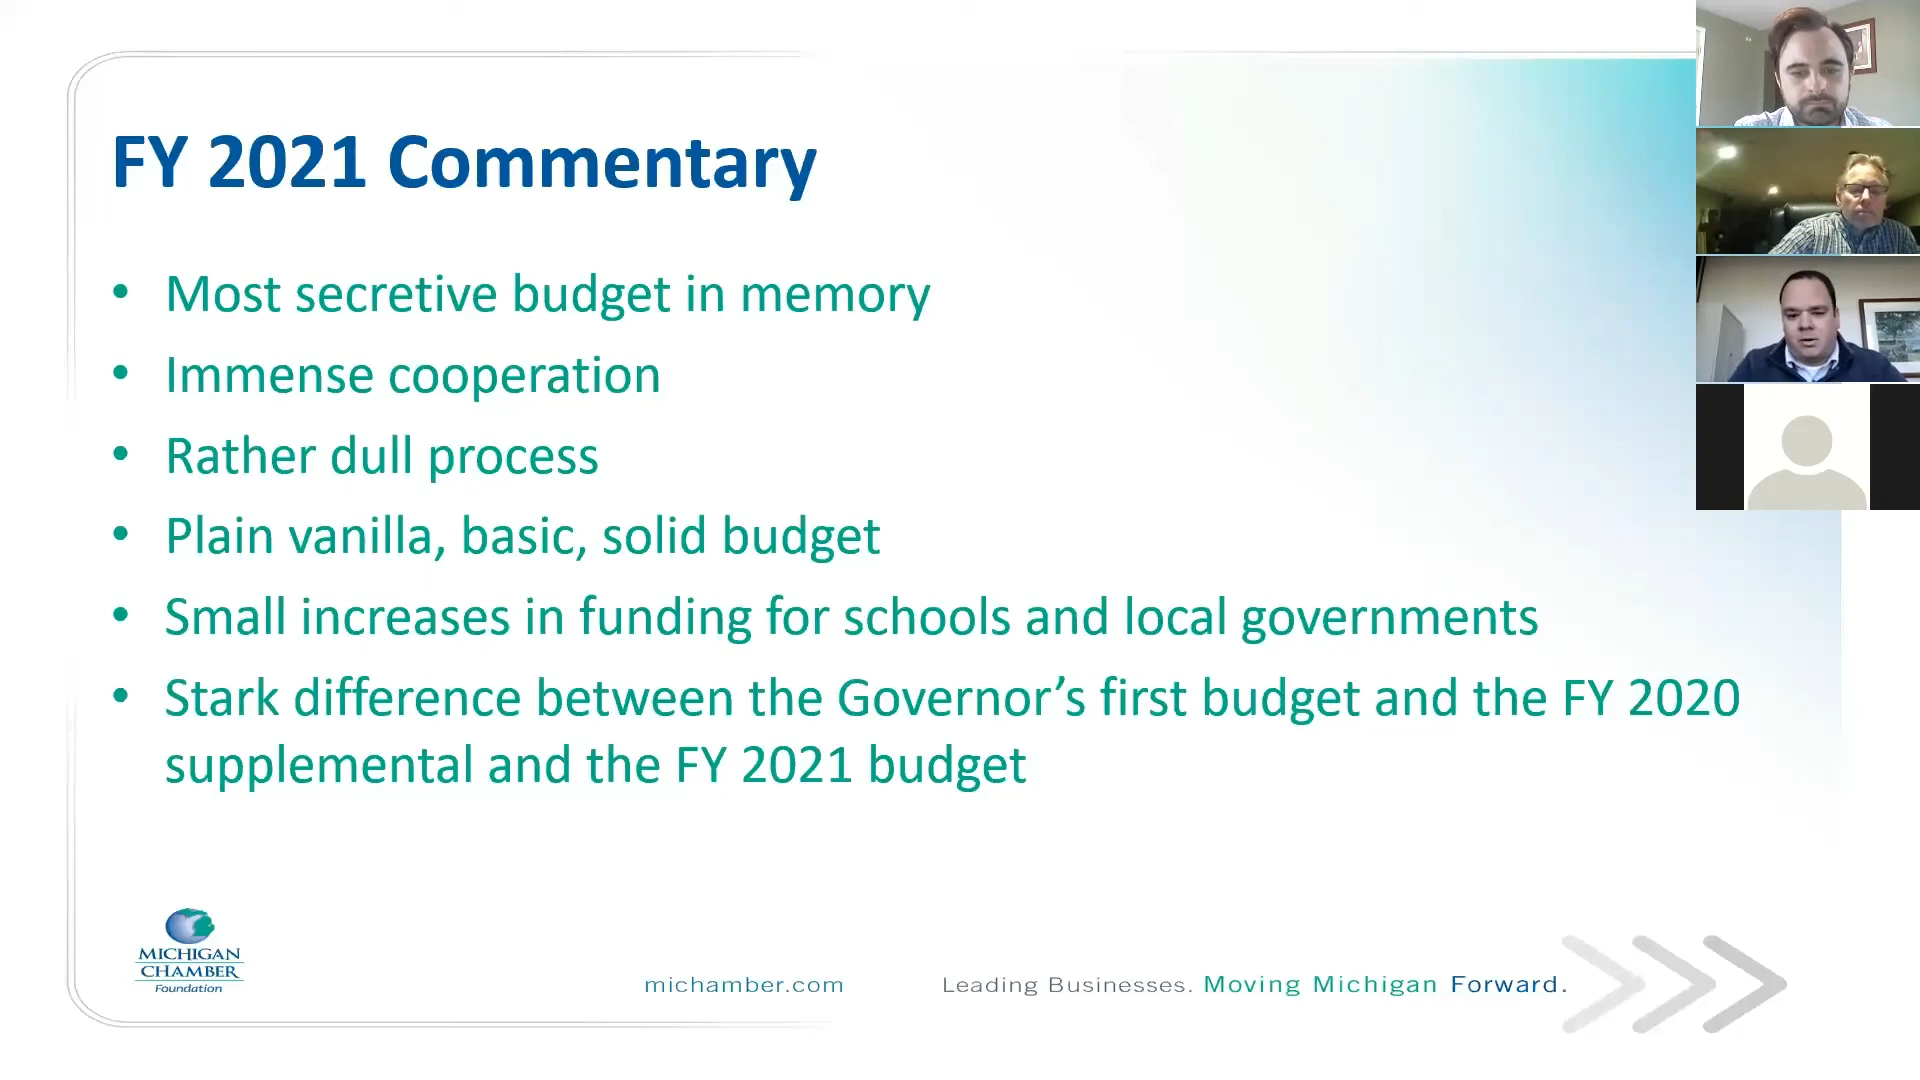 FY 2021 Commentary
• Most secretive budget in memory
• Immense cooperation
• Rather dull process
• Plain vanilla, basic, solid budget
• Small increases in funding for schools and local governments
• Stark difference between the Governor’s first budget and the FY 2020
supplemental and the FY 2021 budget
MICHIGAN
CHAMBER
Foundation
michamber.com
Leading Businesses. Moving Michigan Forward.